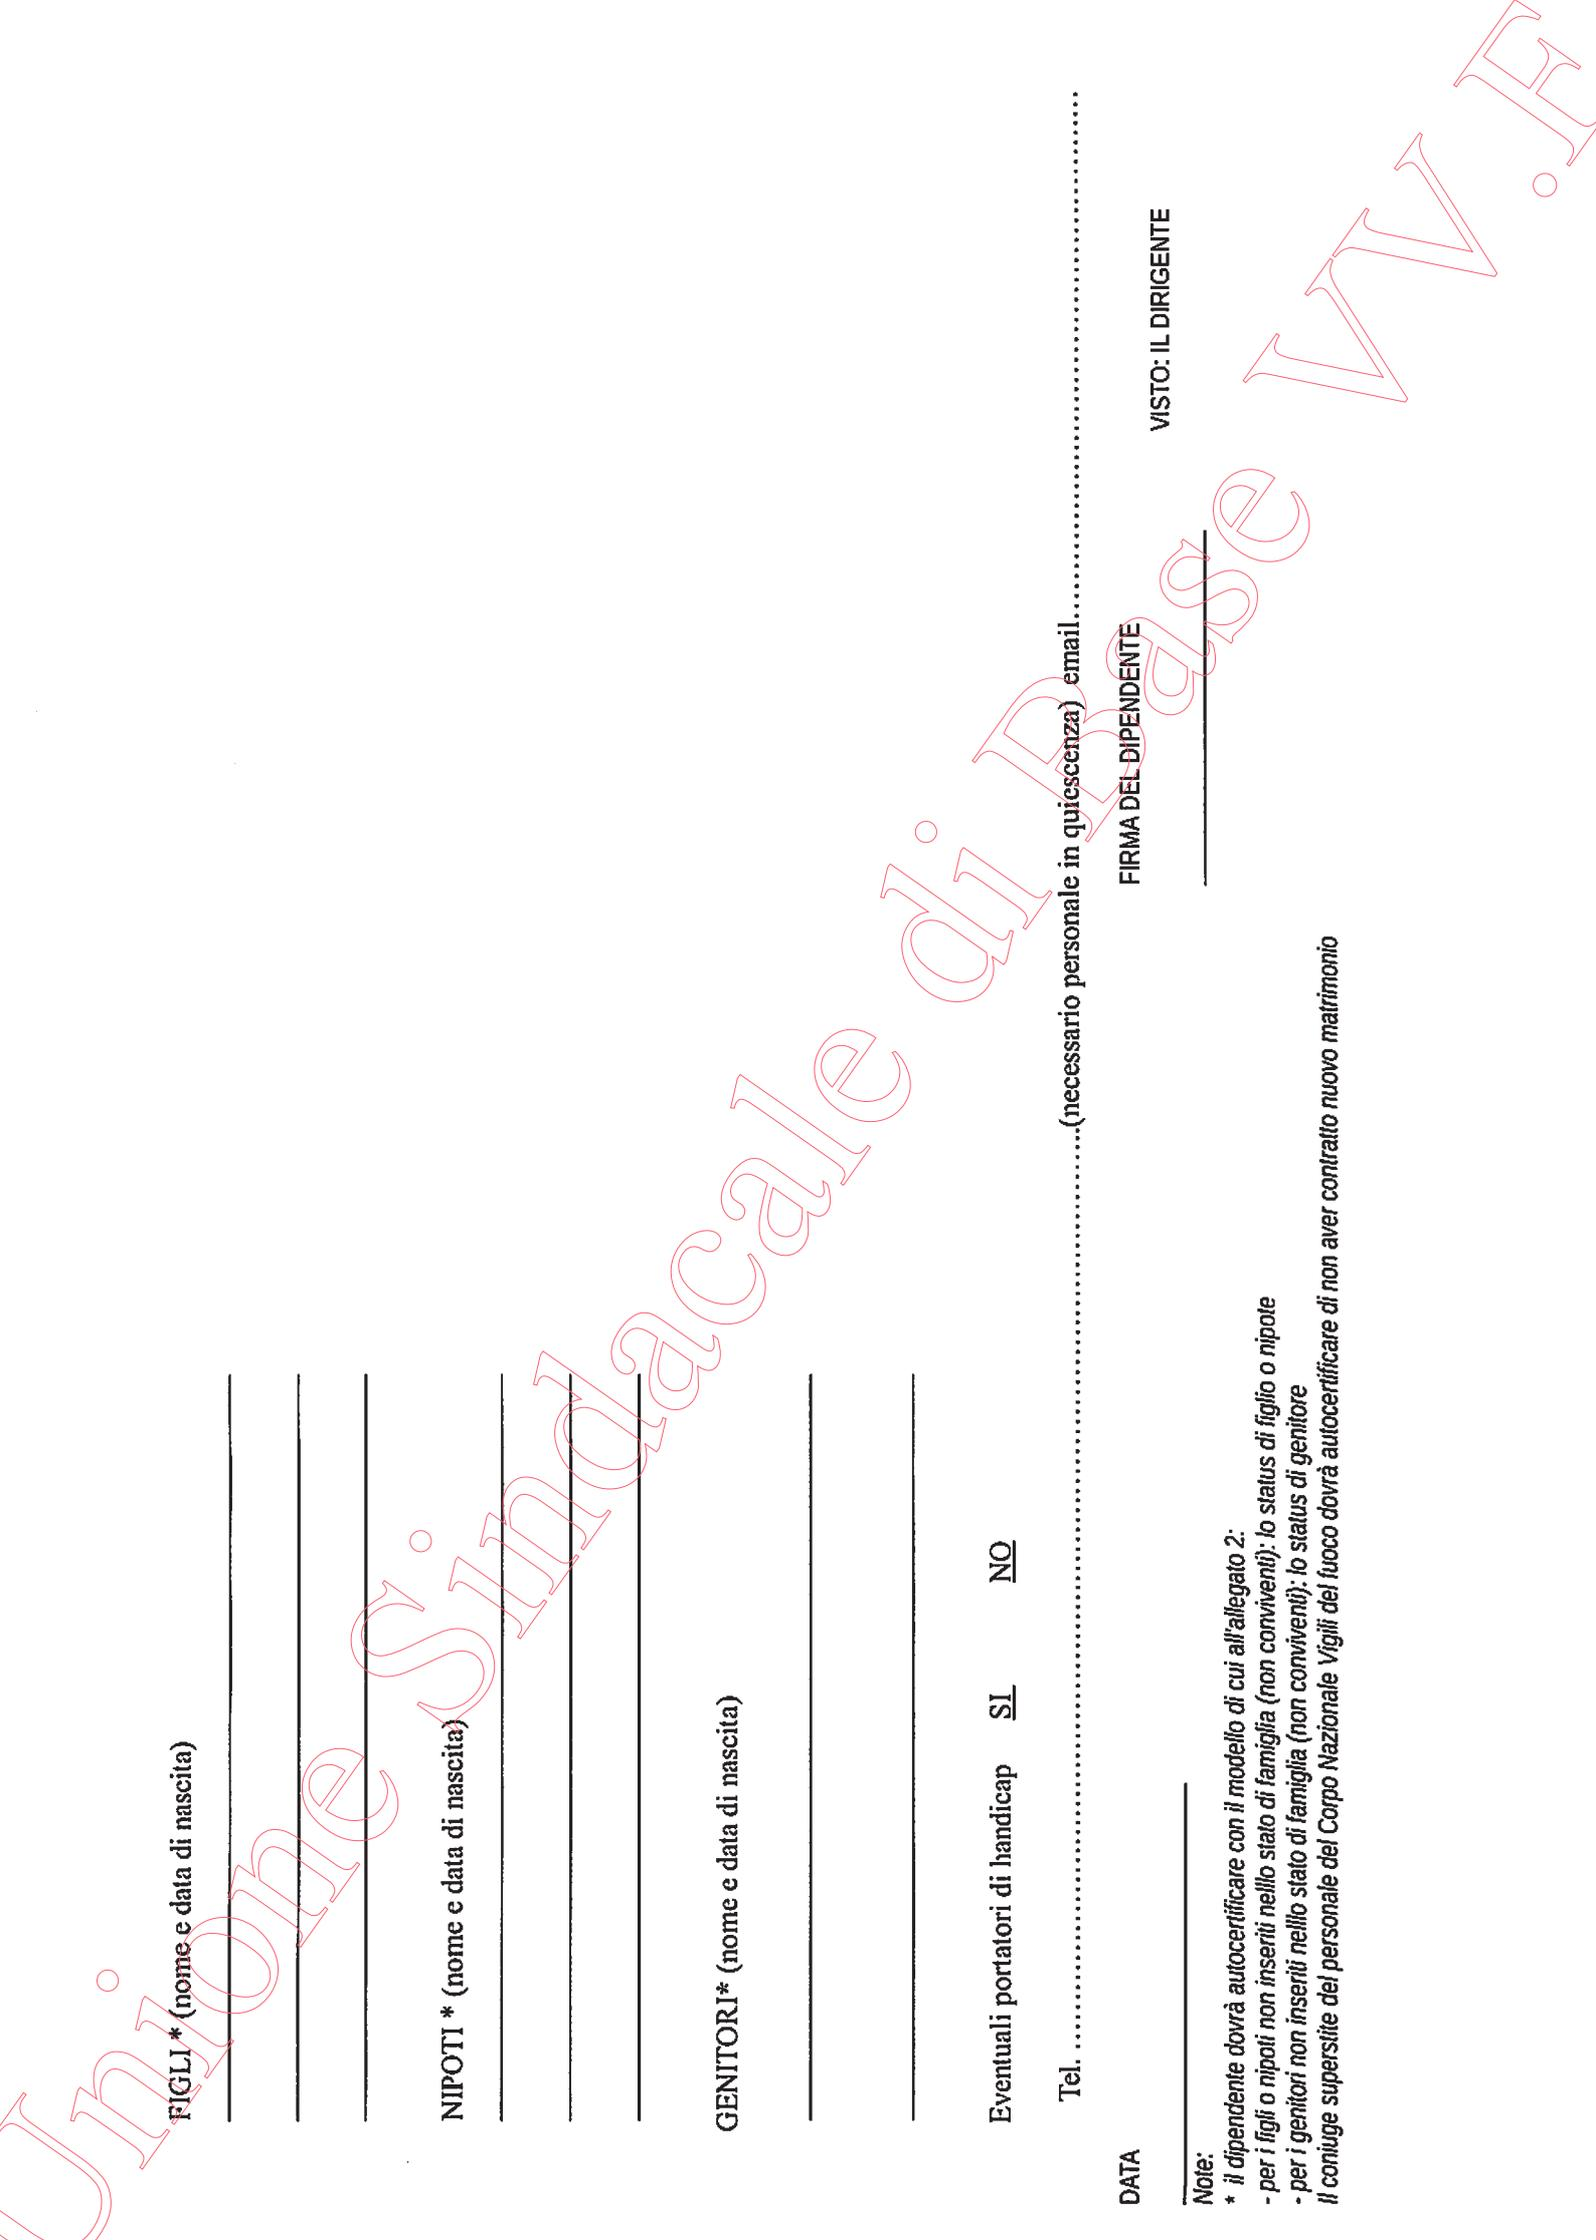 FIGLI * (nome e data di nascita)
NIPOTI * (nome e data di nascita)
GENITORI* (nome e data di nascita)
Eventuali portatori di handicap SI NO
Tel. ................................(necessario personale in quiescenza) email................................
DATA
FIRMA DEL DIPENDENTE
VISTO: IL DIRIGENTE
Note:
* il dipendente dovrà autocertificare con il modello di cui all'allegato 2:
- per i figli o nipoti non inseriti nelllo stato di famiglia (non conviventi): lo status di figlio o nipote
- per i genitori non inseriti nelllo stato di famiglia (non conviventi): lo status di genitore
Il coniuge superstite del personale del Corpo Nazionale Vigili del fuoco dovrà autocertificare di non aver contratto nuovo matrimonio
Unione Sindacale di Base VV.F